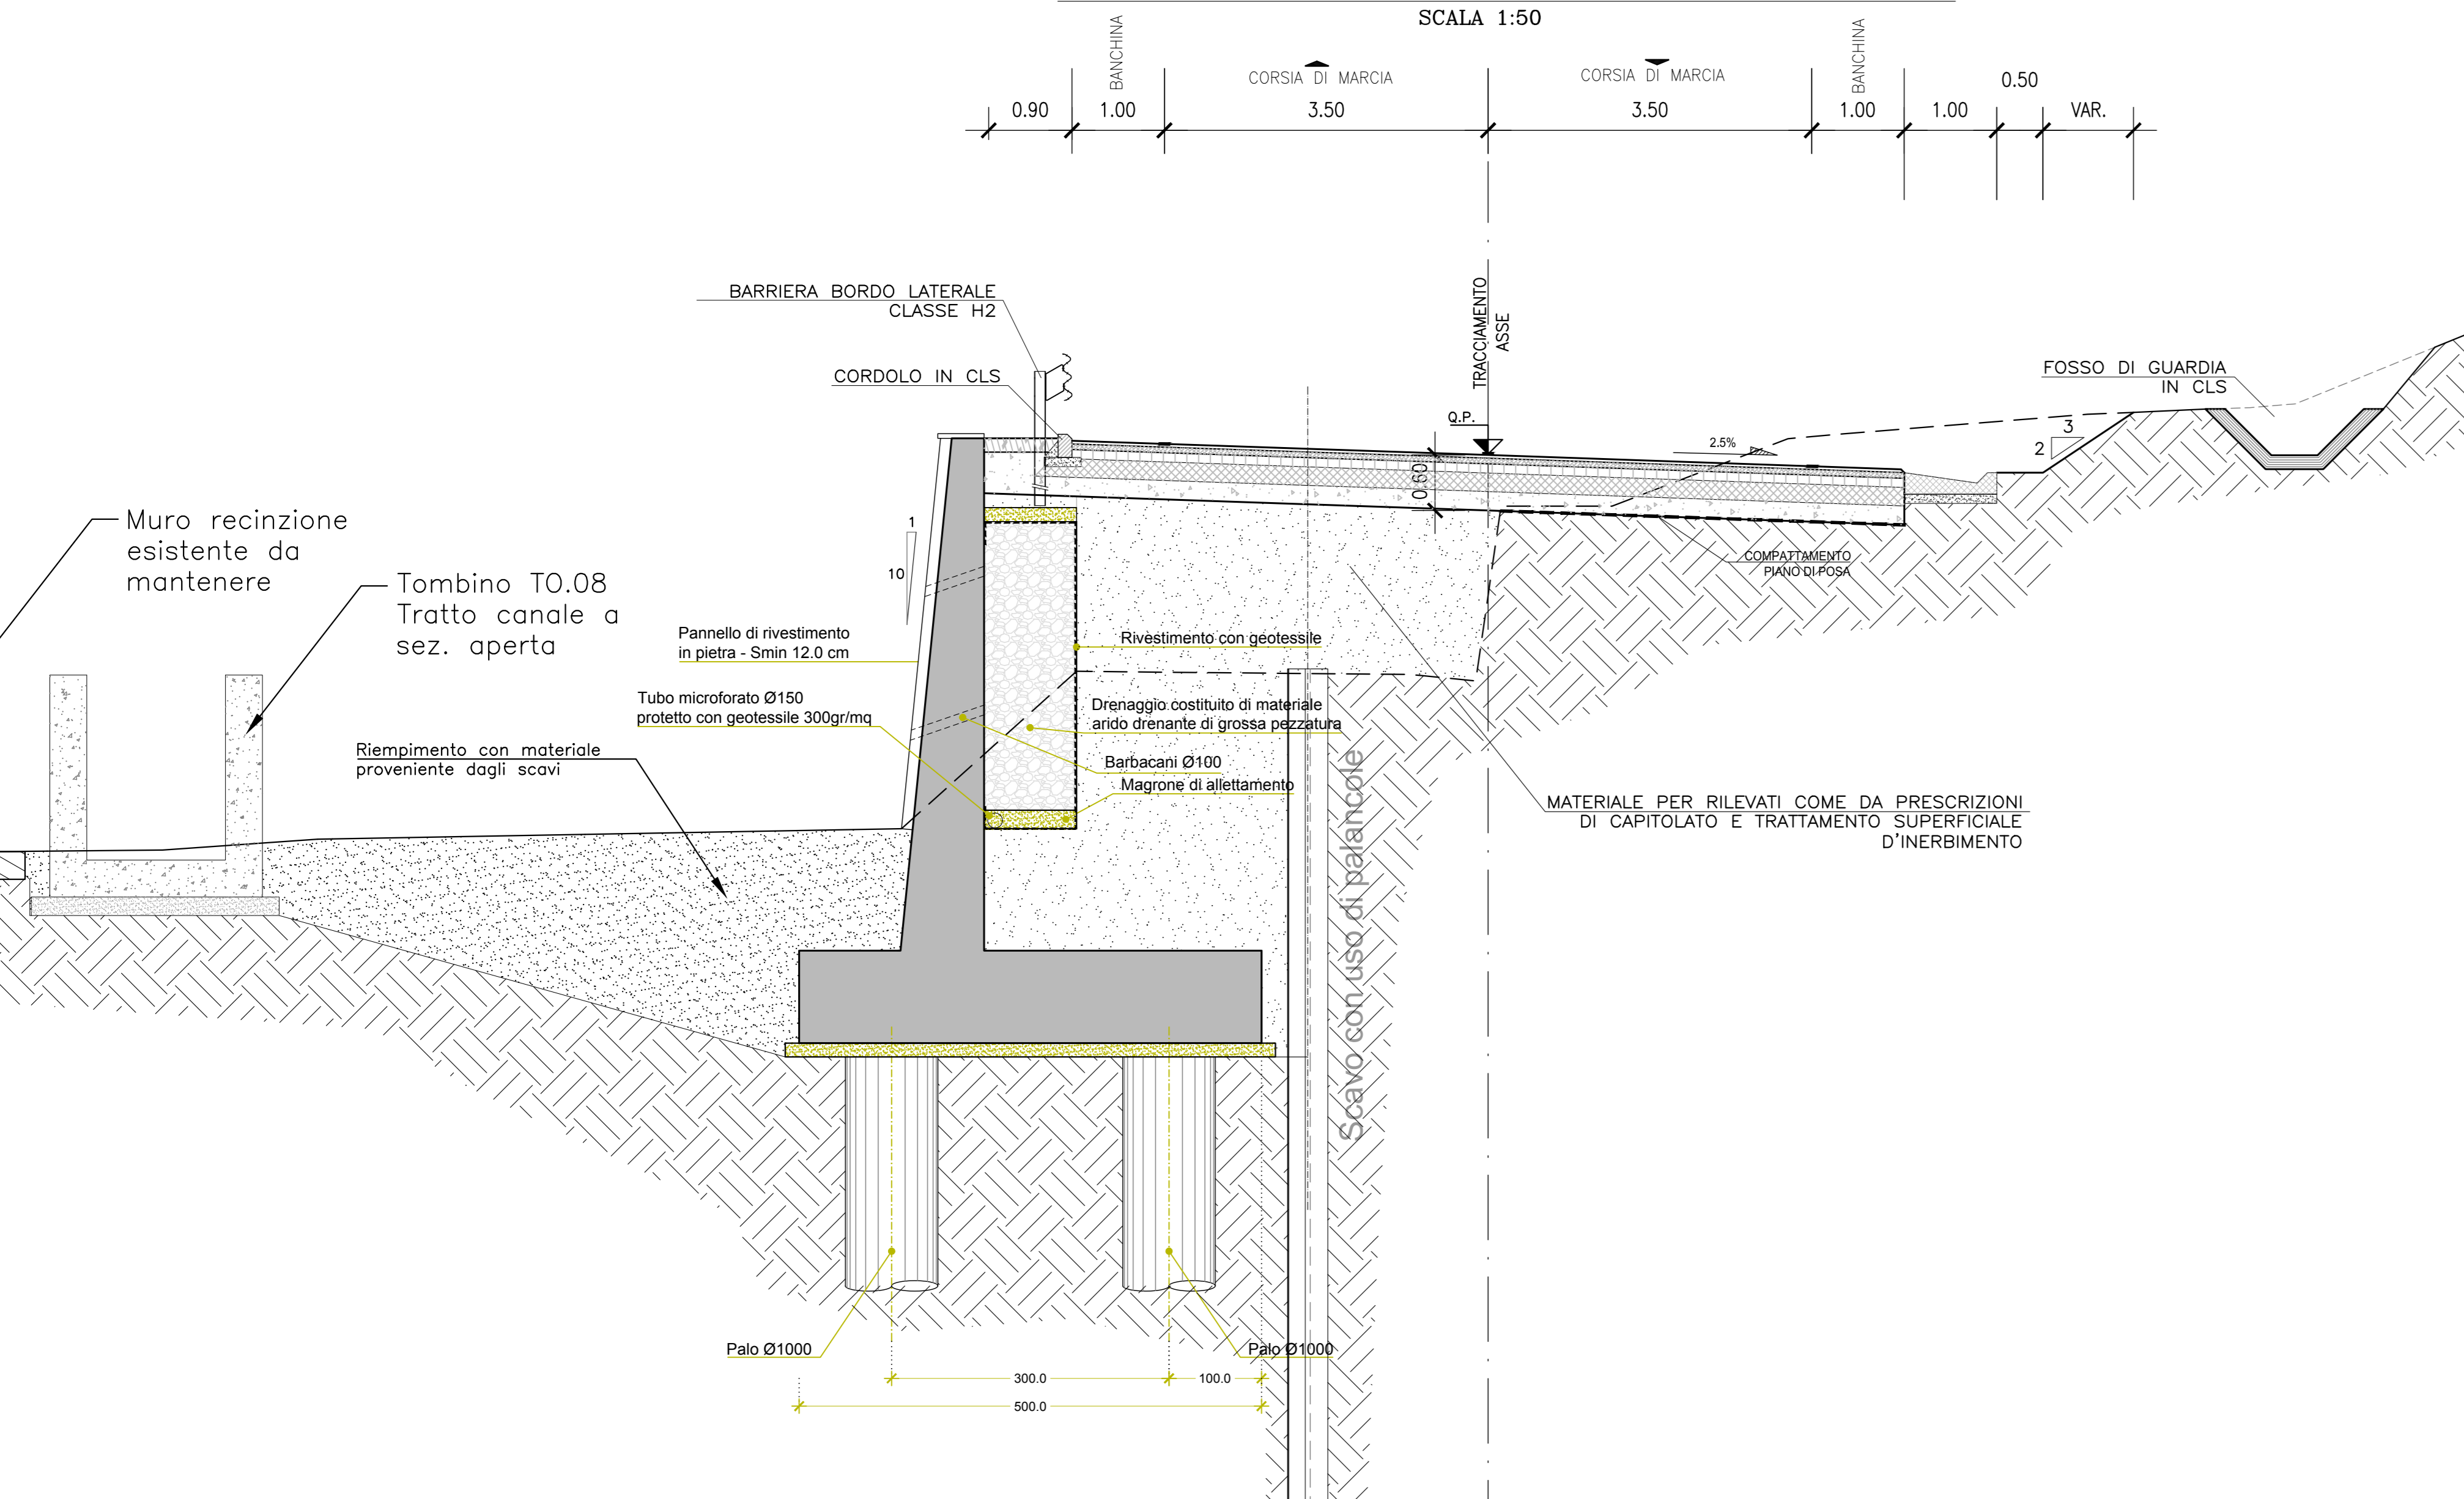 SCALA 1:50
BANCHINA
CORSIA DI MARCIA
CORSIA DI MARCIA
BANCHINA
0.50
0.90
1.00
3.50
3.50
1.00
1.00
VAR.
BARRIERA BORDO LATERALE
CLASSE H2
TRACCIAMENTO
ASSE
CORDOLO IN CLS
FOSSO DI GUARDIA
IN CLS
Q.P.
2.5%
3
2
0.60
Muro recinzione
esistente da
mantenere
1
10
COMPATTAMENTO
PIANO DI POSA
Tombino TO.08
Tratto canale a
sez. aperta
Pannello di rivestimento
in pietra - Smin 12.0 cm
Rivestimento con geotessile
Tubo microforato Ø150
protetto con geotessile 300gr/mq
Drenaggio costituito di materiale
arido drenante di grossa pezzatura
Riempimento con materiale
proveniente dagli scavi
Barbacani Ø100
Magrone di allettamento
MATERIALE PER RILEVATI COME DA PRESCRIZIONI
DI CAPITOLATO E TRATTAMENTO SUPERFICIALE
D'INERBIMENTO
Scavo con uso di palancole
Palo Ø1000
Palo Ø1000
300.0
100.0
500.0